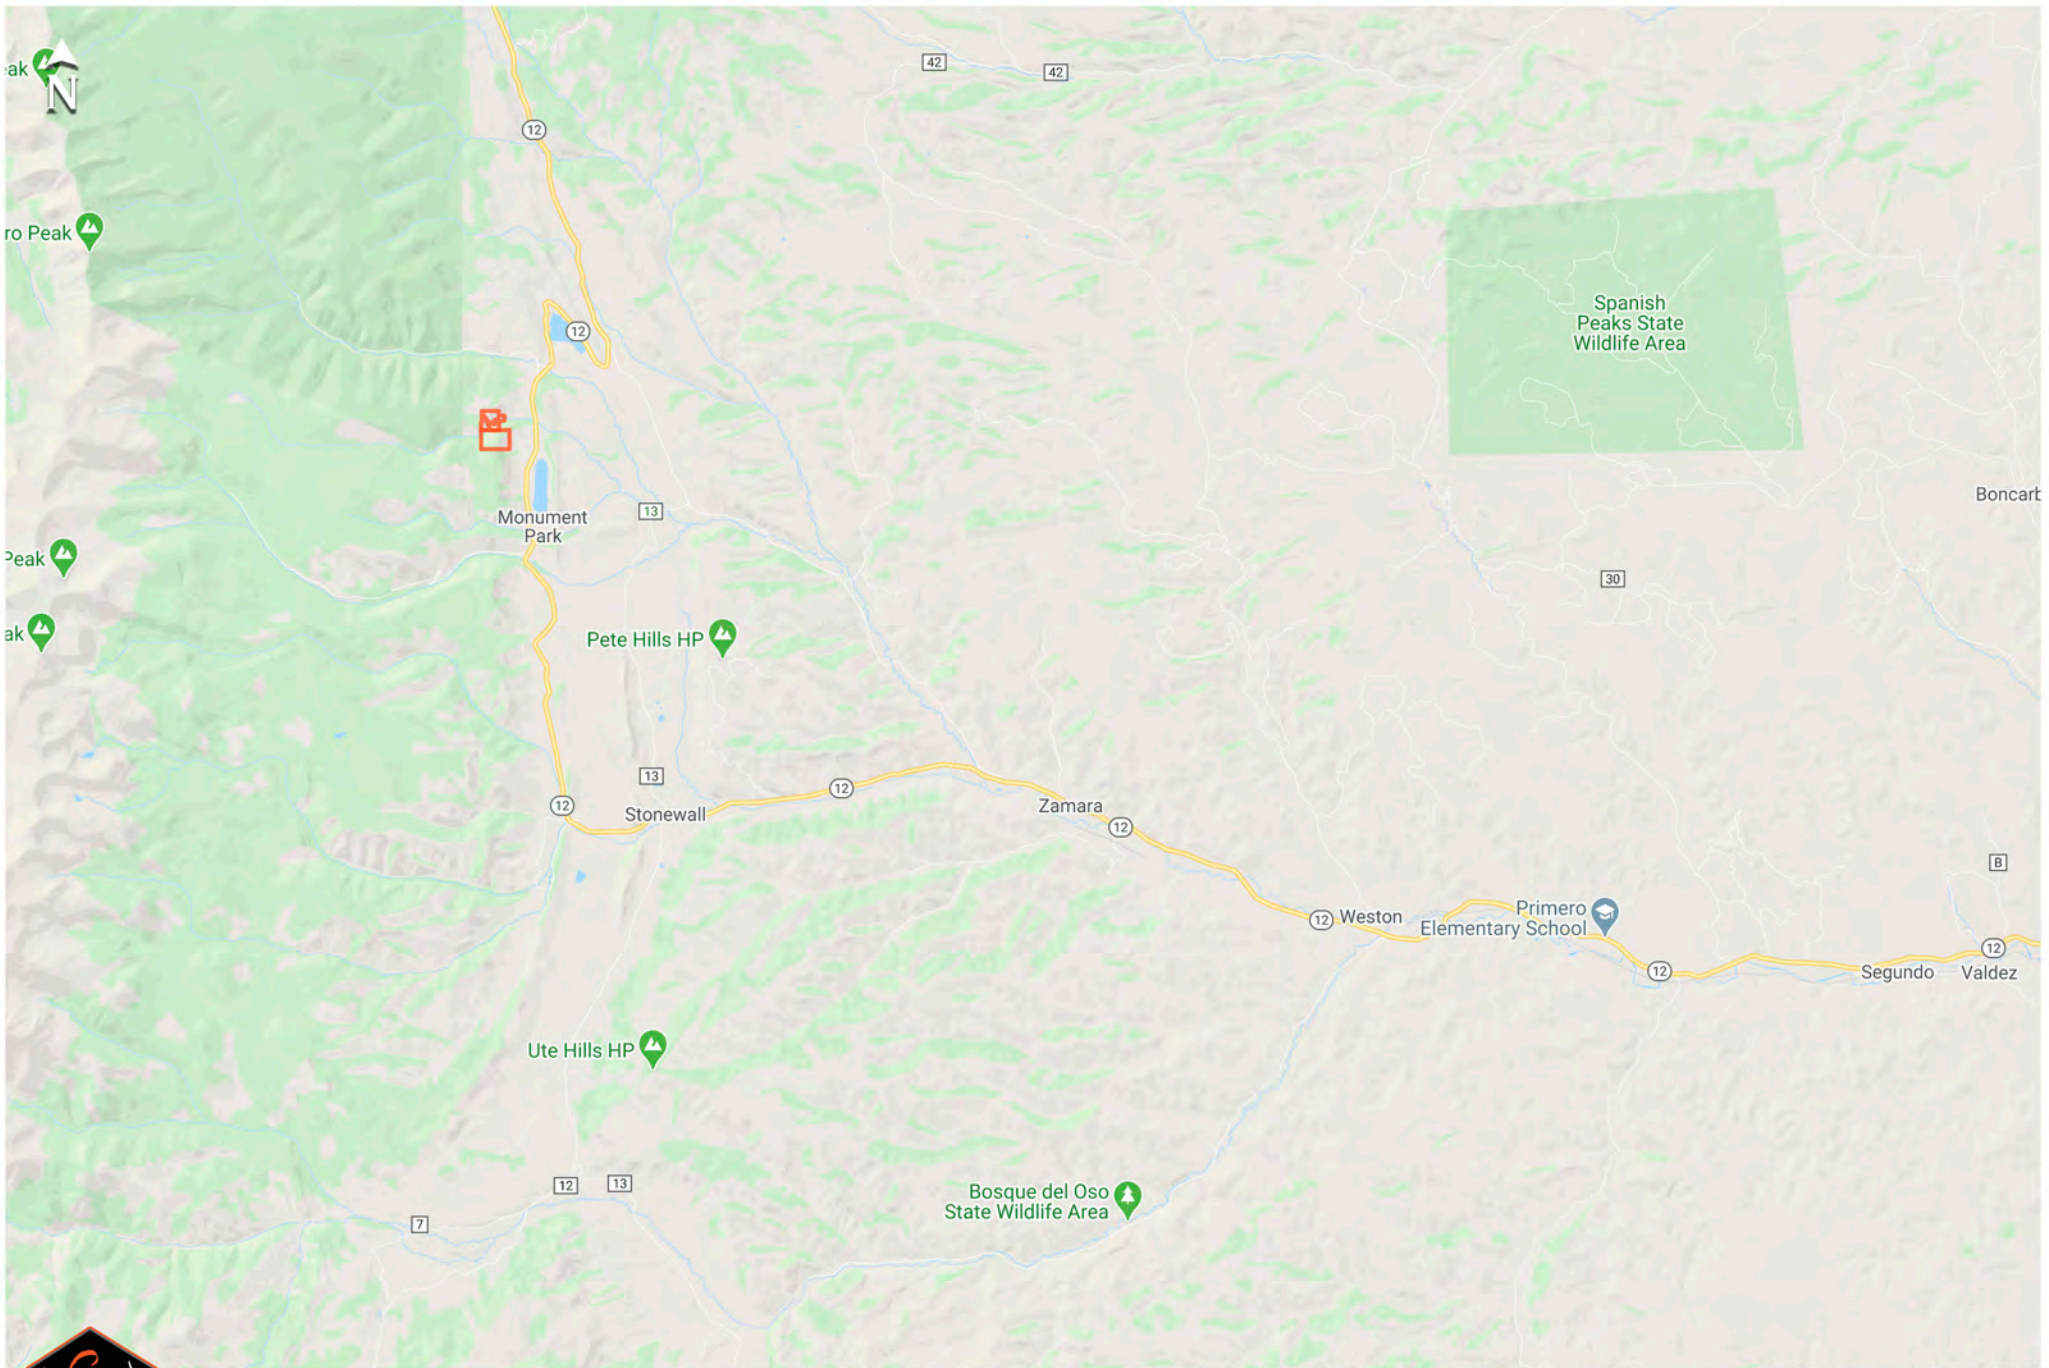 42
42
ak
N
12
ro Peak
12
Spanish
Peaks State
Wildlife Area
Boncart
13
Monument
Park
Peak
30
ak
Pete Hills HP
13
12
12
Stonewall
Zamara
12
B
Primero
Elementary School
12
Weston
12
12
Segundo
Valdez
Ute Hills HP
12
13
Bosque del Oso
State Wildlife Area
7